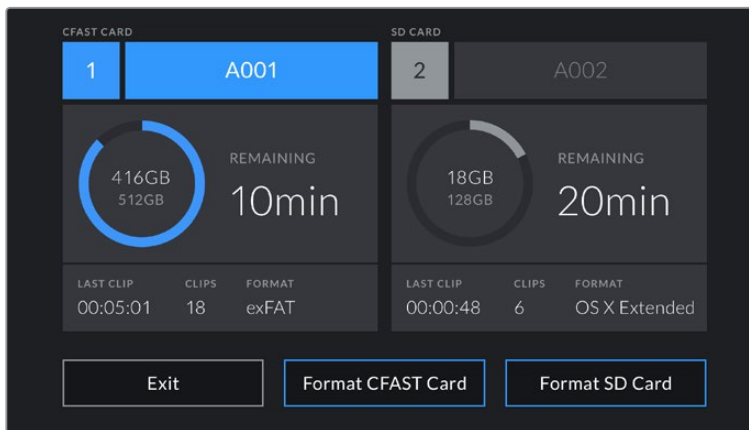 CFAST CARD
1 A001
416GB
512GB
REMAINING
10min
LAST CLIP CLIPS FORMAT
00:05:01 18 exFAT
SD CARD
2 A002
18GB
128GB
REMAINING
20min
LAST CLIP CLIPS FORMAT
00:00:48 6 OS X Extended
Exit Format CFAST Card Format SD Card